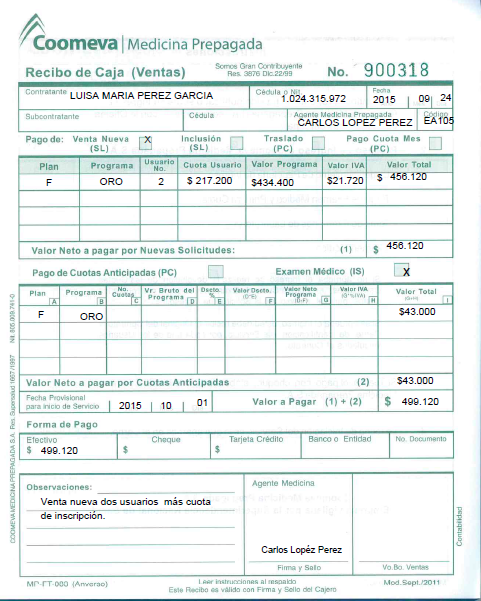 Coomeva | Medicina Prepagada
Recibo de Caja (Ventas)
Somos Gran Contribuyente
Res. 3876 Dic.22/99
No. 900318
Contratante LUISA MARIA PEREZ GARCIA
Cédula o Nit. 1.024.315.972
Fecha 2015 09 24
Subcontratante
Cédula
Agente Medicina Prepagada CARLOS LOPEZ PEREZ
Código EA105
Pago de: Venta Nueva (SL) X Inclusión (SL) Traslado (PC) Pago Cuota Mes (PC)
Plan Programa Usuario No. Cuota Usuario Valor Programa Valor IVA Valor Total
F ORO 2 $ 217.200 $434.400 $21.720 $ 456.120
Valor Neto a pagar por Nuevas Solicitudes: (1) $ 456.120
Pago de Cuotas Anticipadas (PC) Examen Médico (IS) X
Plan A Programa B No. Cuotas C Vr. Bruto del Programa D Dscto. % E Valor Dscto. (D*E) F Valor Neto Programa (D-F) G Valor IVA (G*%IVA) H Valor Total I
F ORO $43.000
Valor Neto a pagar por Cuotas Anticipadas (2) $43.000
Fecha Provisional para inicio de Servicio 2015 10 01 Valor a Pagar (1) + (2) $ 499.120
Forma de Pago
Efectivo Cheque Tarjeta Crédito Banco o Entidad No. Documento
$ 499.120 $ $
Observaciones:
Venta nueva dos usuarios más cuota
de inscripción.
Agente Medicina
Carlos Lopéz Perez
Firma y Sello
Vo.Bo. Ventas
MP-FT-000 (Anverso)
Leer instrucciones al respaldo
Este Recibo es válido con Firma y Sello del Cajero
Mod.Sept./2011
Contabilidad
COOMEVA MEDICINA PREPAGADA S.A.